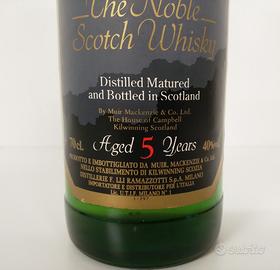 The Noble
Scotch Whisky
Distilled Matured
and Bottled in Scotland
By Muir Mackenzie & Co. Ltd.
The House of Campbell
Kilwinning Scotland
70cl. Aged 5 Years 40%
PRODOTTO E IMBOTTIGLIATO DA MUIR, MACKENZIE & Co. Ltd.
NELLO STABILIMENTO DI KILWINNING SCOZIA
DISTILLERIE F. LLI RAMAZZOTTI S.p.A. MILANO
IMPORTATORE E DISTRIBUTORE PER L'ITALIA
Lic. U.T.I.F. MILANO N° 1
subito